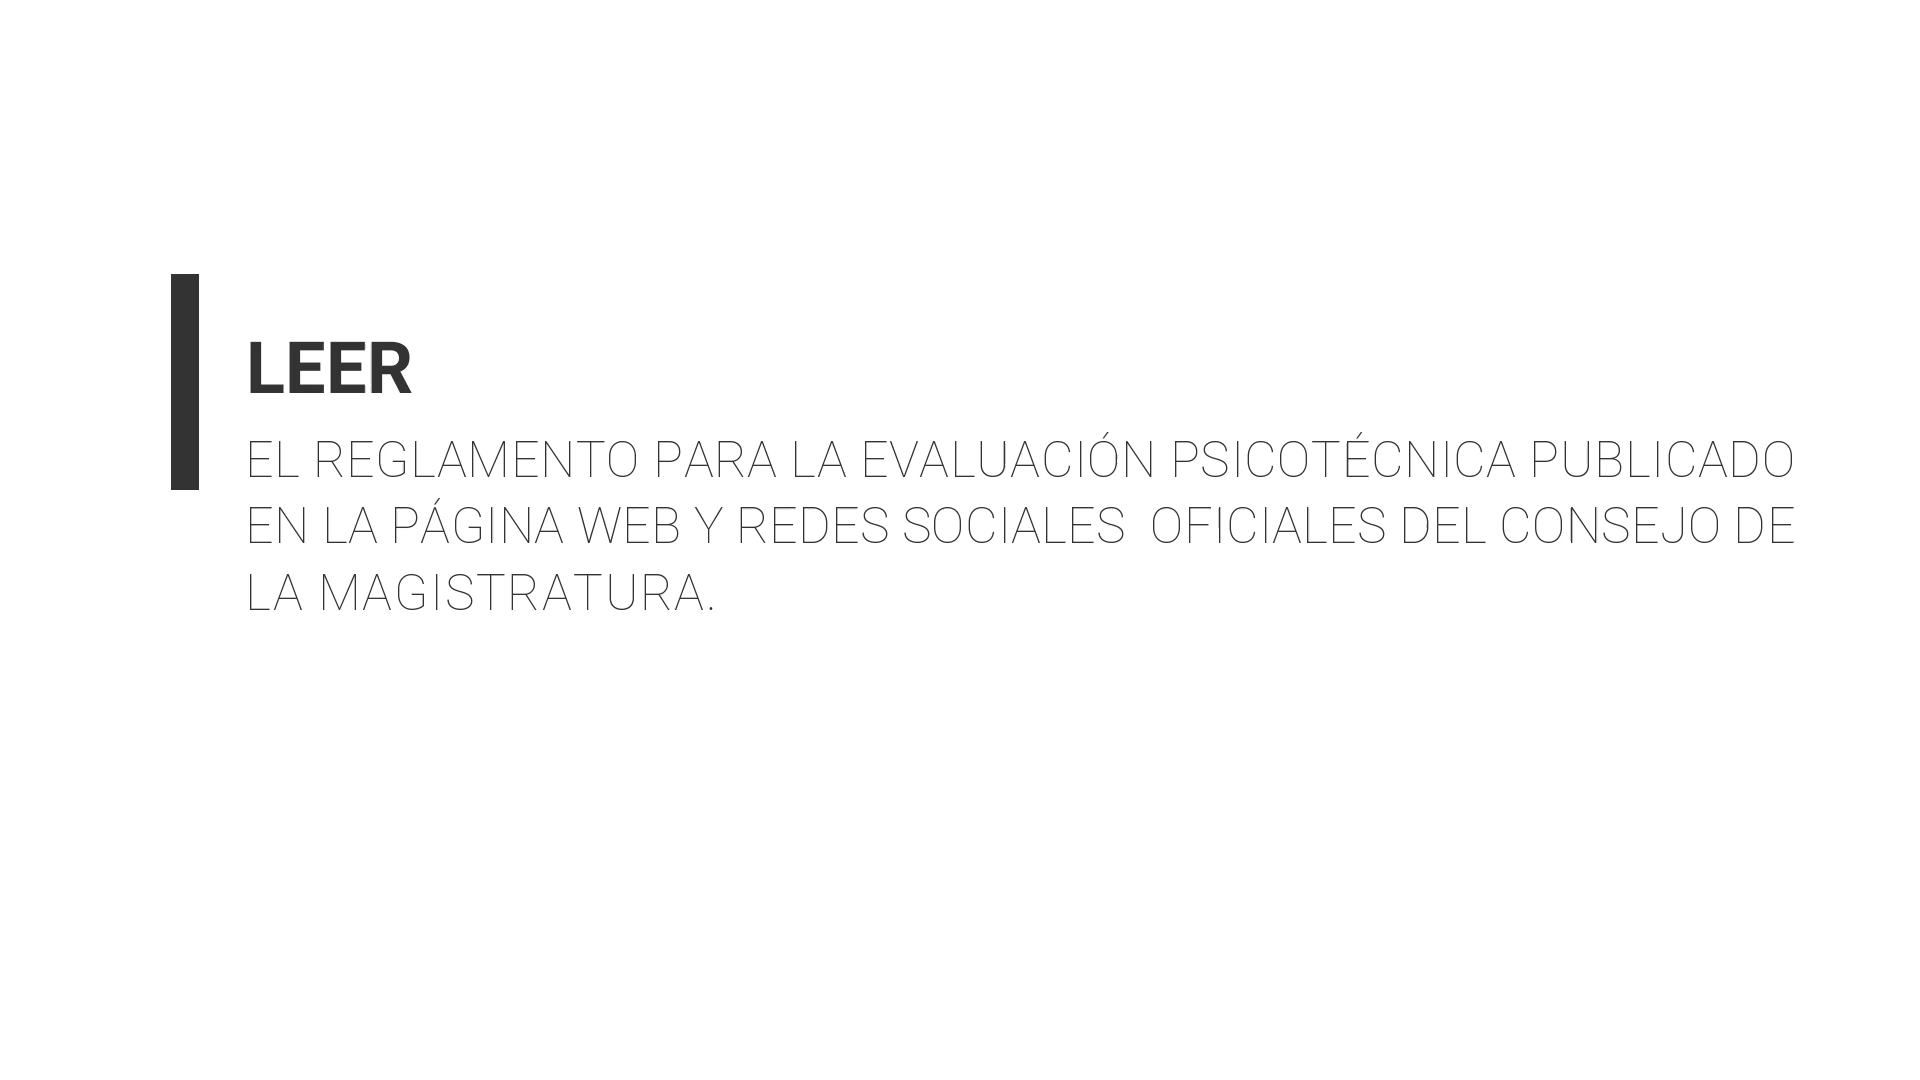 LEER
EL REGLAMENTO PARA LA EVALUACIÓN PSICOTÉCNICA PUBLICADO
EN LA PÁGINA WEB Y REDES SOCIALES  OFICIALES DEL CONSEJO DE
LA MAGISTRATURA.